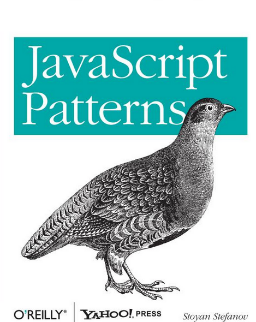 JavaScript
Patterns
O'REILLY® YAHOO! PRESS Stoyan Stefanov